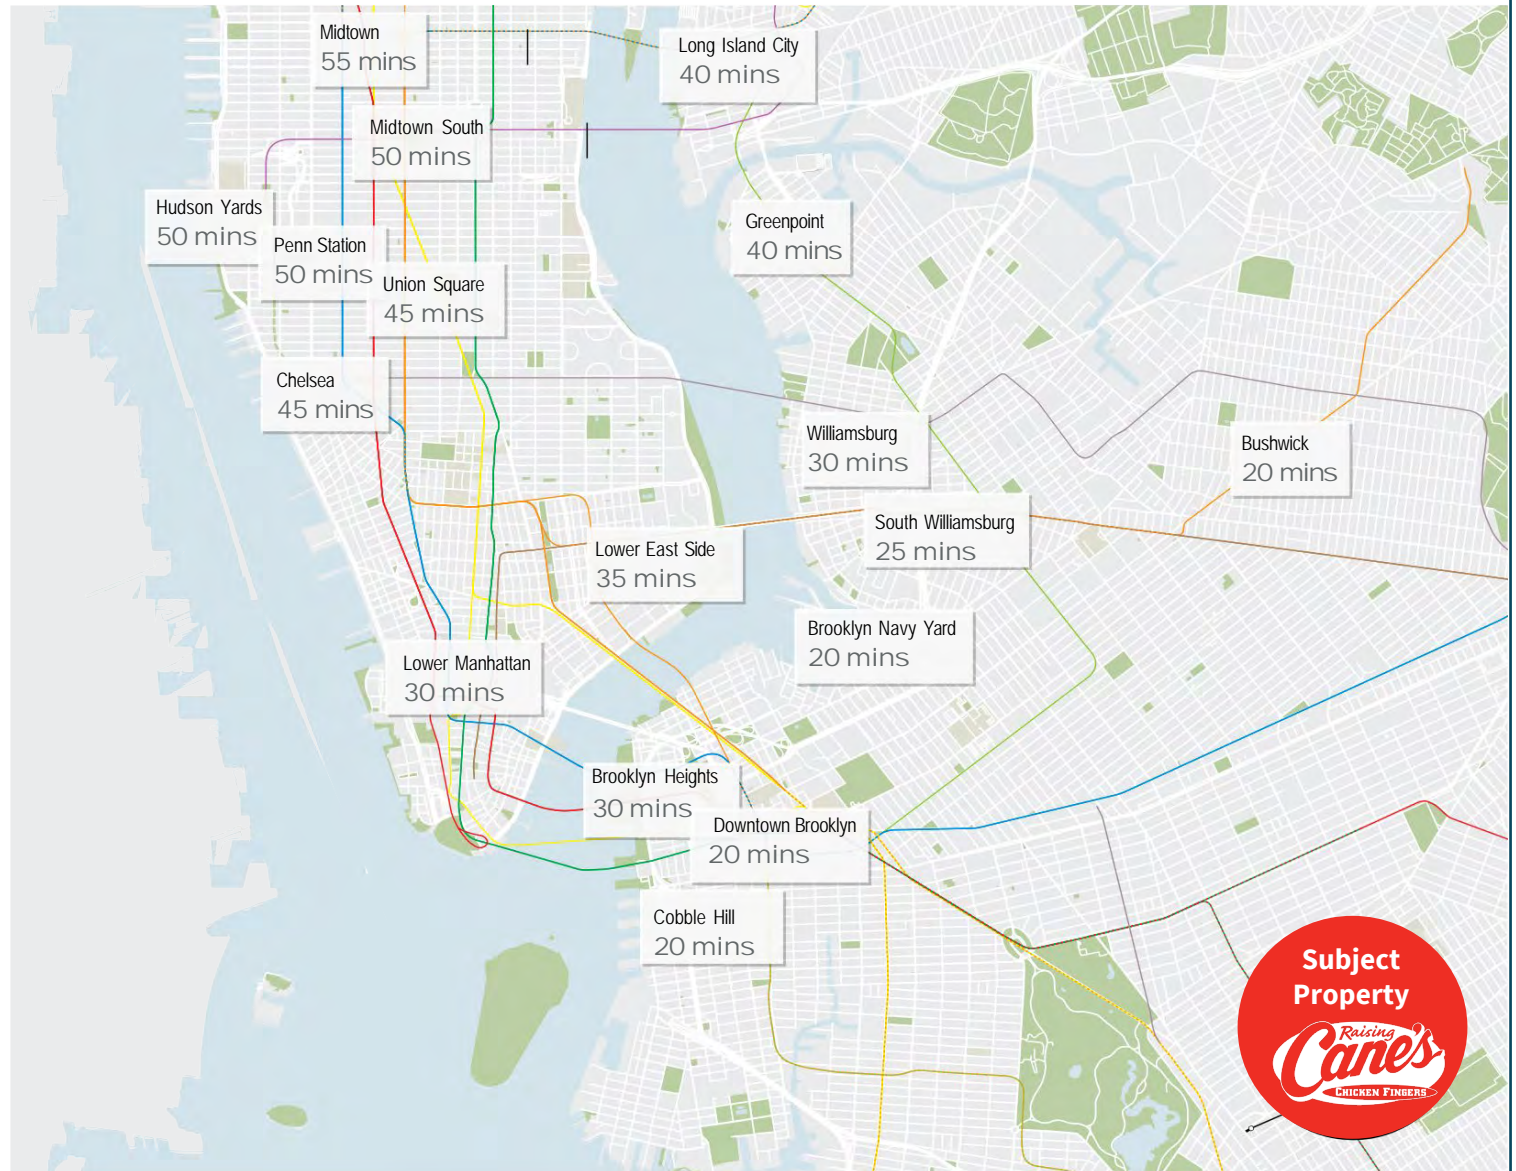 Midtown
55 mins
Long Island City
40 mins
Midtown South
50 mins
Hudson Yards
50 mins
Greenpoint
40 mins
Penn Station
50 mins
Union Square
45 mins
Chelsea
45 mins
Williamsburg
30 mins
Bushwick
20 mins
South Williamsburg
25 mins
Lower East Side
35 mins
Brooklyn Navy Yard
20 mins
Lower Manhattan
30 mins
Brooklyn Heights
30 mins
Downtown Brooklyn
20 mins
Cobble Hill
20 mins
Subject
Property
Raising
Cane's
CHICKEN FINGERS